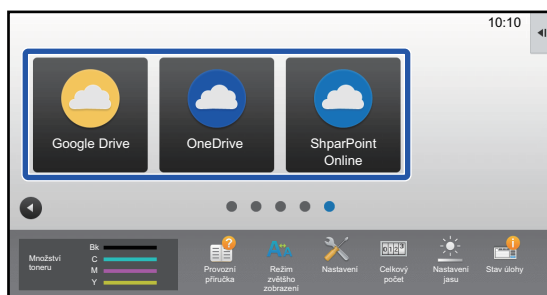 10:10
Google Drive
OneDrive
ShparPoint
Online
Množství
toneru
Bk
C
M
Y
Provozní
příručka
Režim
zvětšho
zobrazení
Nastavení
Celkový
počet
Nastavení
jasu
Stav úlohy